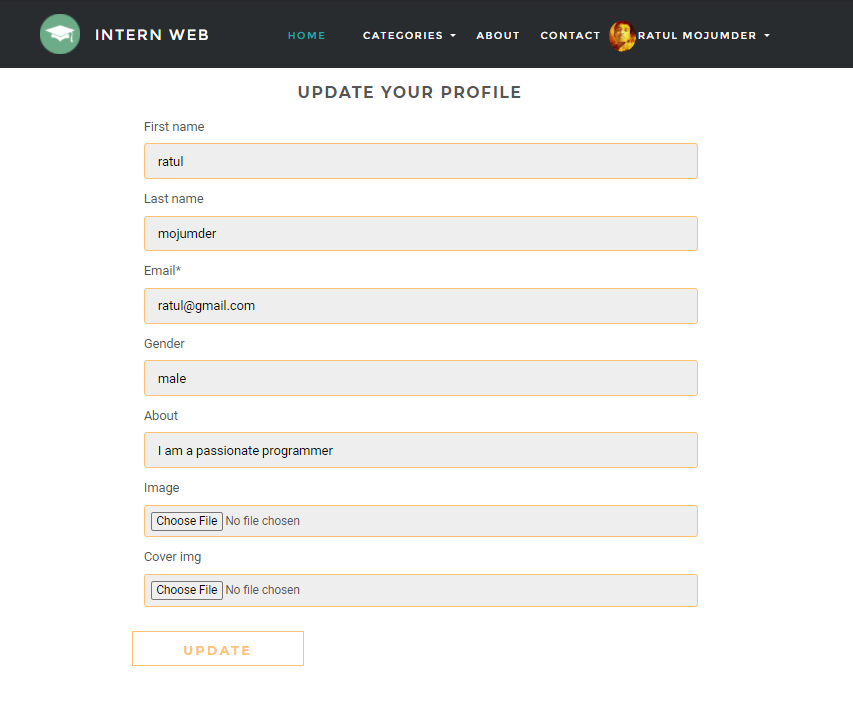 INTERN WEB HOME CATEGORIES ABOUT CONTACT RATUL MOJUMDER
UPDATE YOUR PROFILE
First name
ratul
Last name
mojumder
Email*
ratul@gmail.com
Gender
male
About
I am a passionate programmer
Image
Choose File No file chosen
Cover img
Choose File No file chosen
UPDATE